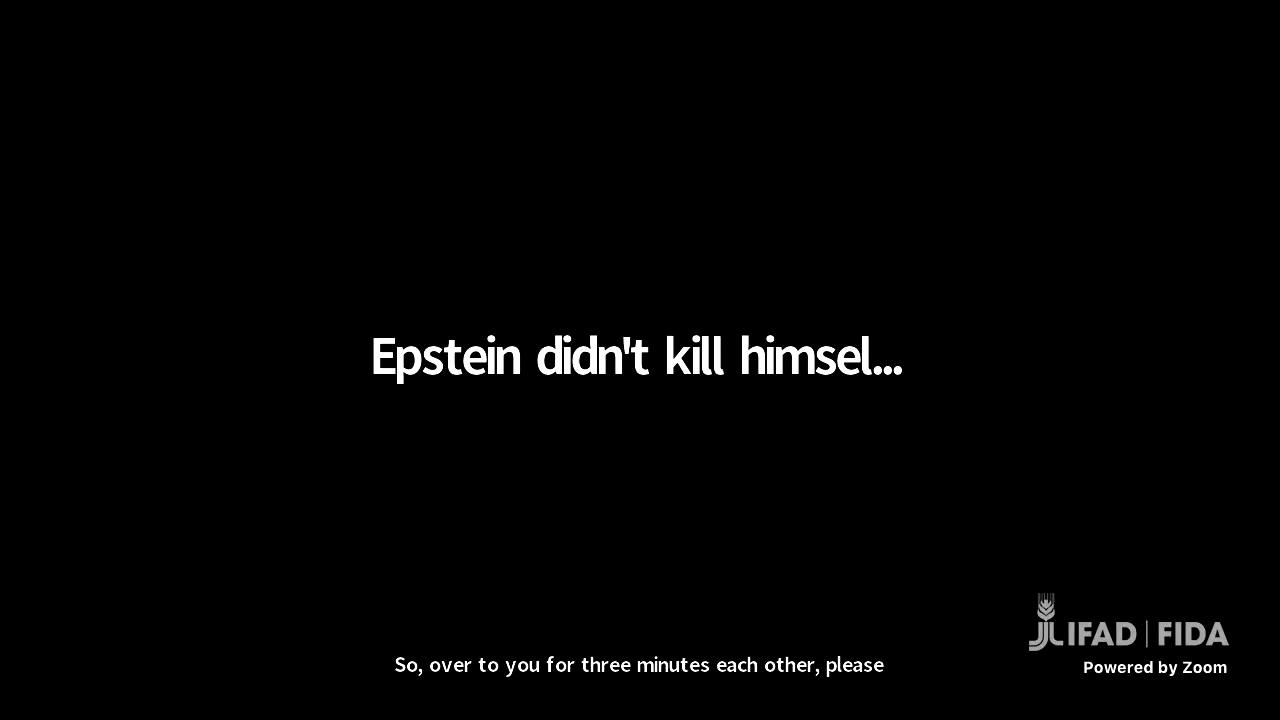 Epstein didn't kill himsel...
IFAD | FIDA
So, over to you for three minutes each other, please
Powered by Zoom